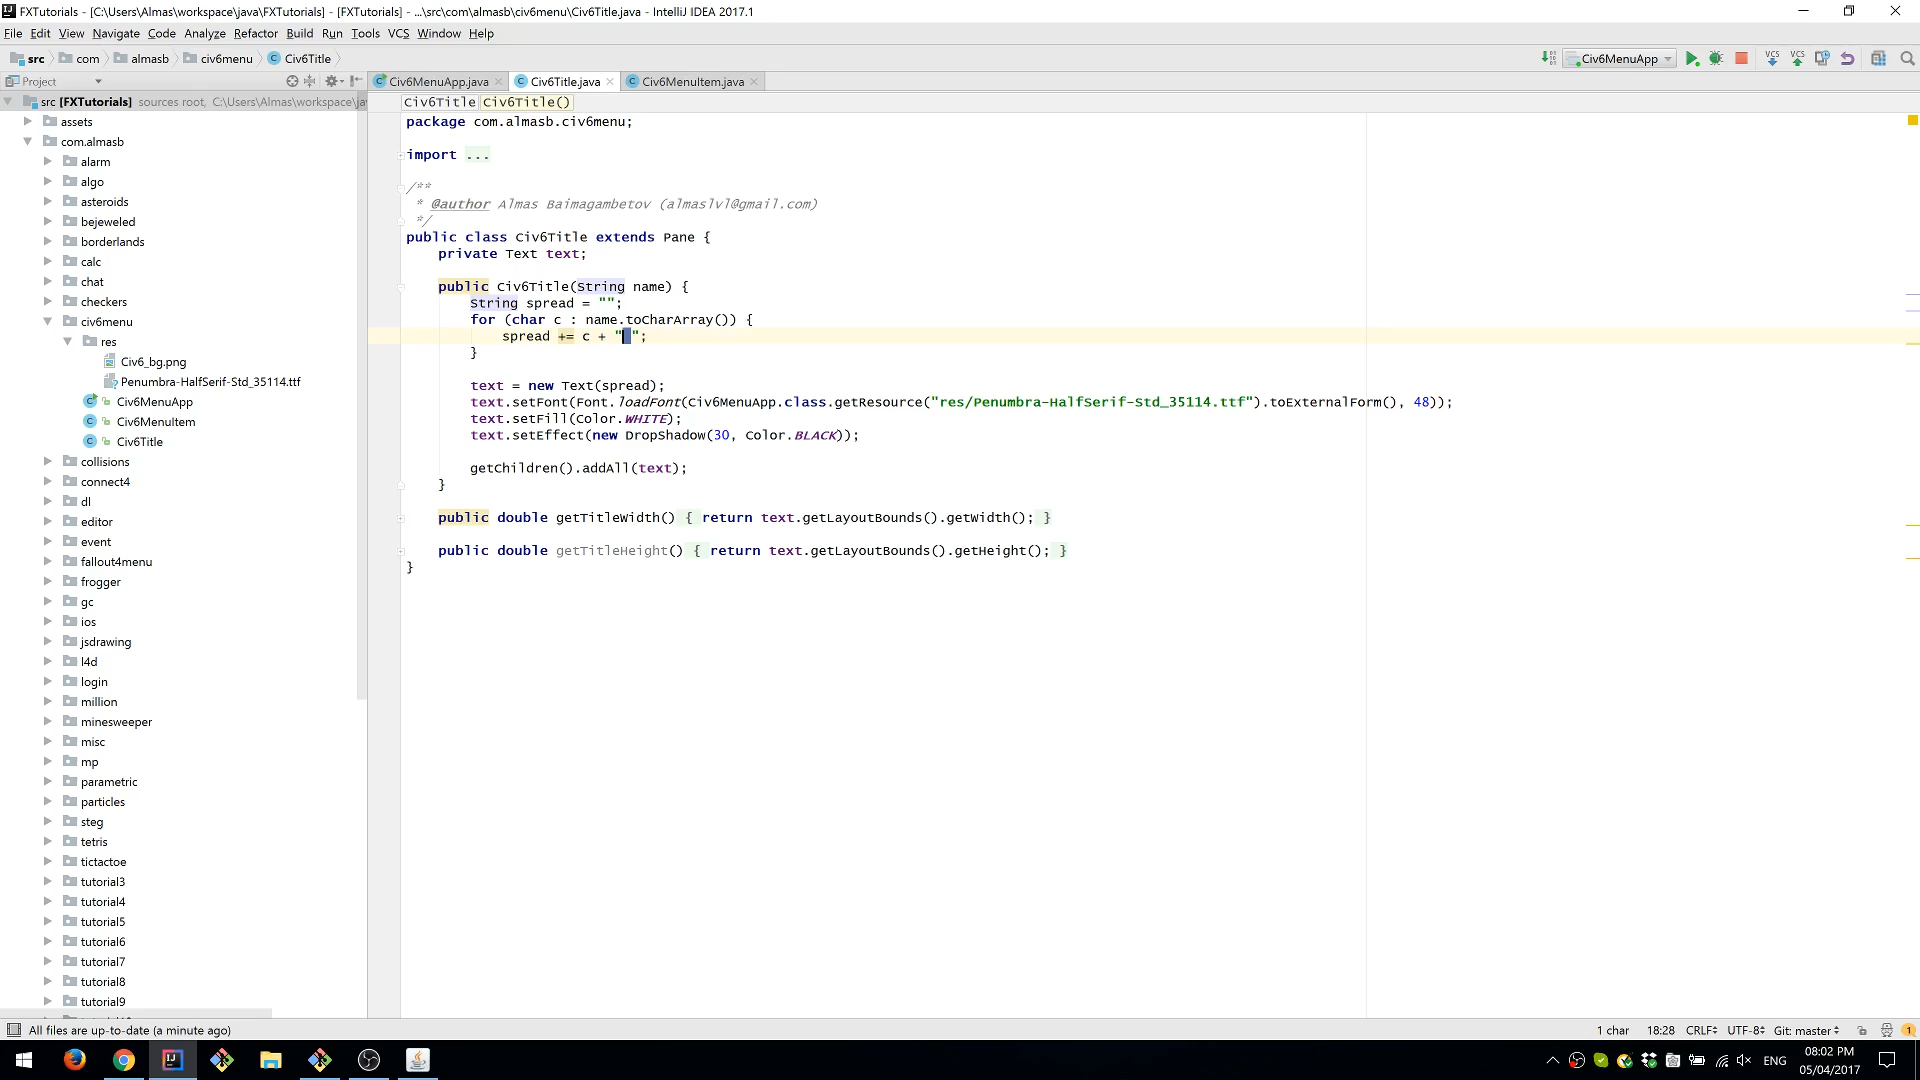 FXTutorials - [C:\Users\Almas\workspace\java\FXTutorials] - [FXTutorials] - ...\src\com\almasb\civ6menu\Civ6Title.java - IntelliJ IDEA 2017.1
File Edit View Navigate Code Analyze Refactor Build Run Tools VCS Window Help
src com almasb civ6menu Civ6Title
Civ6MenuApp
VCS VCS
Project
Civ6MenuApp.java Civ6Title.java Civ6MenuItem.java
src [FXTutorials] sources root, C:\Users\Almas\workspace\ja
assets
com.almasb
alarm
algo
asteroids
bejeweled
borderlands
calc
chat
checkers
civ6menu
res
Civ6_bg.png
Penumbra-HalfSerif-Std_35114.ttf
Civ6MenuApp
Civ6MenuItem
Civ6Title
collisions
connect4
dl
editor
event
fallout4menu
frogger
gc
ios
jsdrawing
l4d
login
million
minesweeper
misc
mp
parametric
particles
steg
tetris
tictactoe
tutorial3
tutorial4
tutorial5
tutorial6
tutorial7
tutorial8
tutorial9
Civ6Title Civ6Title()
package com.almasb.civ6menu;
import ...
/**
* @author Almas Baimagambetov (almaslvl@gmail.com)
*/
public class Civ6Title extends Pane {
private Text text;
public Civ6Title(String name) {
String spread = "";
for (char c : name.toCharArray()) {
spread += c + " ";
}
text = new Text(spread);
text.setFont(Font.loadFont(Civ6MenuApp.class.getResource("res/Penumbra-HalfSerif-Std_35114.ttf").toExternalForm(), 48));
text.setFill(Color.WHITE);
text.setEffect(new DropShadow(30, Color.BLACK));
getChildren().addAll(text);
}
public double getTitleWidth() { return text.getLayoutBounds().getWidth(); }
public double getTitleHeight() { return text.getLayoutBounds().getHeight(); }
}
All files are up-to-date (a minute ago)
1 char 18:28 CRLF UTF-8 Git: master 1
ENG
08:02 PM
05/04/2017